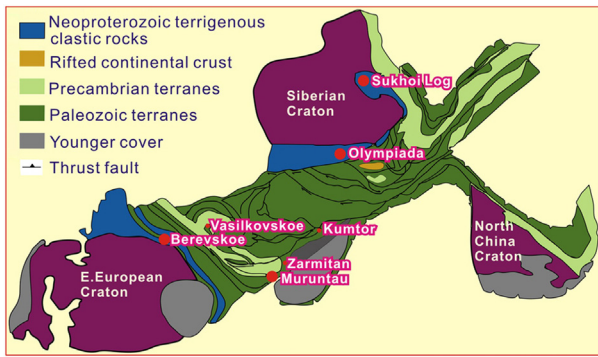 Neoproterozoic terrigenous
clastic rocks
Rifted continental crust
Precambrian terranes
Paleozoic terranes
Younger cover
Thrust fault
Siberian
Craton
Sukhoi Log
Olympiada
Vasilkovskoe
Kumtor
Berevskoe
North
China
Craton
Zarmitan
Muruntau
E.European
Craton